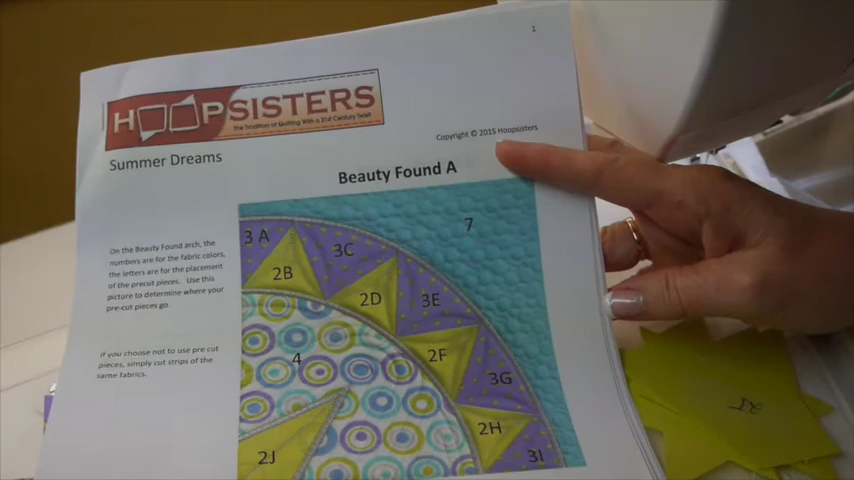 1
HOOPSISTERS
The tradition of Quilting With a 21st Century Twist
Copyright © 2015 Hoopsisters
Summer Dreams
Beauty Found A
On the Beauty Found arch, the
numbers are for the fabric colors,
the letters are for the placement
of the precut pieces. Use this
picture to determine where your
pre-cut pieces go.
If you choose not to use pre cut
pieces, simply cut strips of the
same fabrics.
3 A
2B
3C
7
2D
3E
4
2F
3G
2H
2J
3I